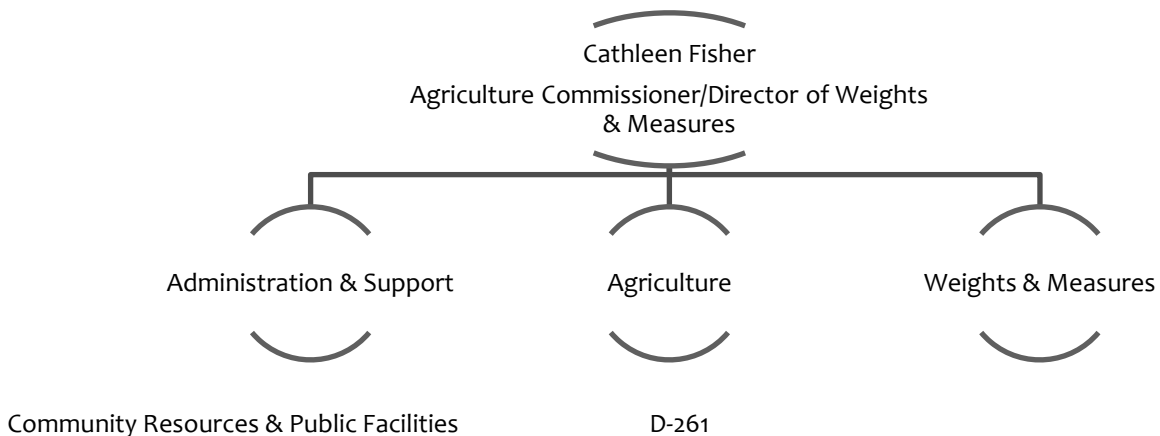 Cathleen Fisher
Agriculture Commissioner/Director of Weights
& Measures
Administration & Support
Agriculture
Weights & Measures
Community Resources & Public Facilities
D-261